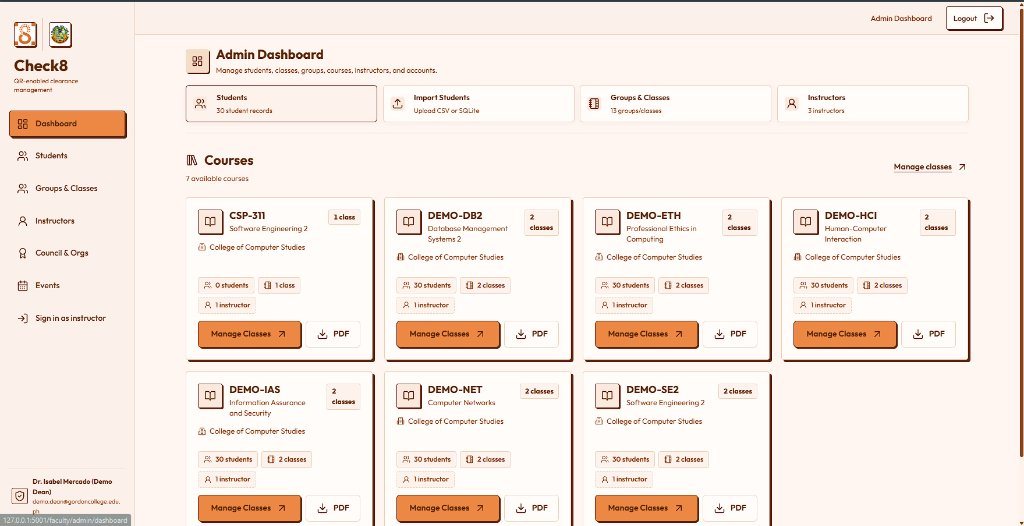 Check8
QR-enabled clearance
management
Dashboard
Students
Groups & Classes
Instructors
Council & Orgs
Events
Sign in as instructor
Dr. Isabel Mercado (Demo
Dean)
demo.dean@gordoncollege.edu.
ph
127.0.0.1:5001/faculty/admin/dashboard
Admin Dashboard
Logout
Admin Dashboard
Manage students, classes, groups, courses, instructors, and accounts.
Students
30 student records
Import Students
Upload CSV or SQLite
Groups & Classes
13 groups/classes
Instructors
3 instructors
Courses
7 available courses
Manage classes
CSP-311
1 class
Software Engineering 2
College of Computer Studies
0 students
1 class
1 instructor
Manage Classes
PDF
DEMO-DB2
2
classes
Database Management
Systems 2
College of Computer Studies
30 students
2 classes
1 instructor
Manage Classes
PDF
DEMO-ETH
2
classes
Professional Ethics in
Computing
College of Computer Studies
30 students
2 classes
1 instructor
Manage Classes
PDF
DEMO-HCI
2
classes
Human-Computer
Interaction
College of Computer Studies
30 students
2 classes
1 instructor
Manage Classes
PDF
DEMO-IAS
2
classes
Information Assurance
and Security
College of Computer Studies
30 students
2 classes
1 instructor
Manage Classes
PDF
DEMO-NET
2 classes
Computer Networks
College of Computer Studies
30 students
2 classes
1 instructor
Manage Classes
PDF
DEMO-SE2
2 classes
Software Engineering 2
College of Computer Studies
30 students
2 classes
1 instructor
Manage Classes
PDF